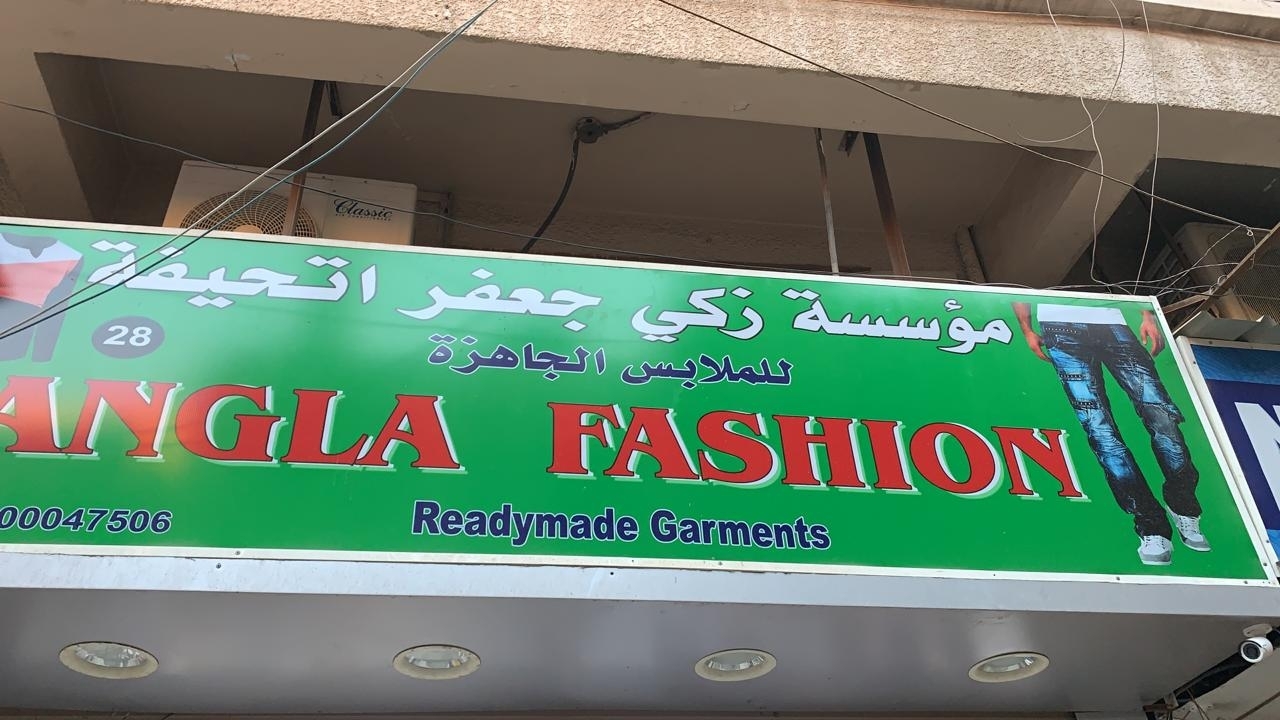 Classic
مؤسسة زكي جعفر اتحيفة
28
للملابس الجاهزة
ANGLA FASHION
00047506
Readymade Garments
N